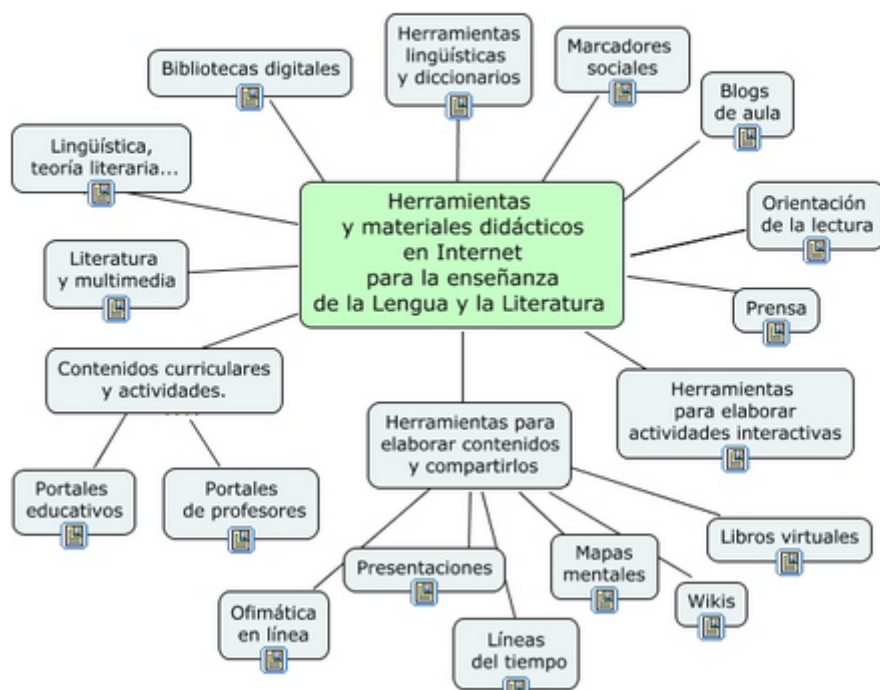 Bibliotecas digitales
Herramientas
lingüísticas
y diccionarios
Marcadores
sociales
Blogs
de aula
Lingüística,
teoría literaria...
Herramientas
y materiales didácticos
en Internet
para la enseñanza
de la Lengua y la Literatura
Orientación
de la lectura
Literatura
y multimedia
Prensa
Contenidos curriculares
y actividades.
Herramientas
para elaborar
actividades interactivas
Herramientas para
elaborar contenidos
y compartirlos
Portales
educativos
Portales
de profesores
Libros virtuales
Presentaciones
Mapas
mentales
Wikis
Ofimática
en línea
Líneas
del tiempo